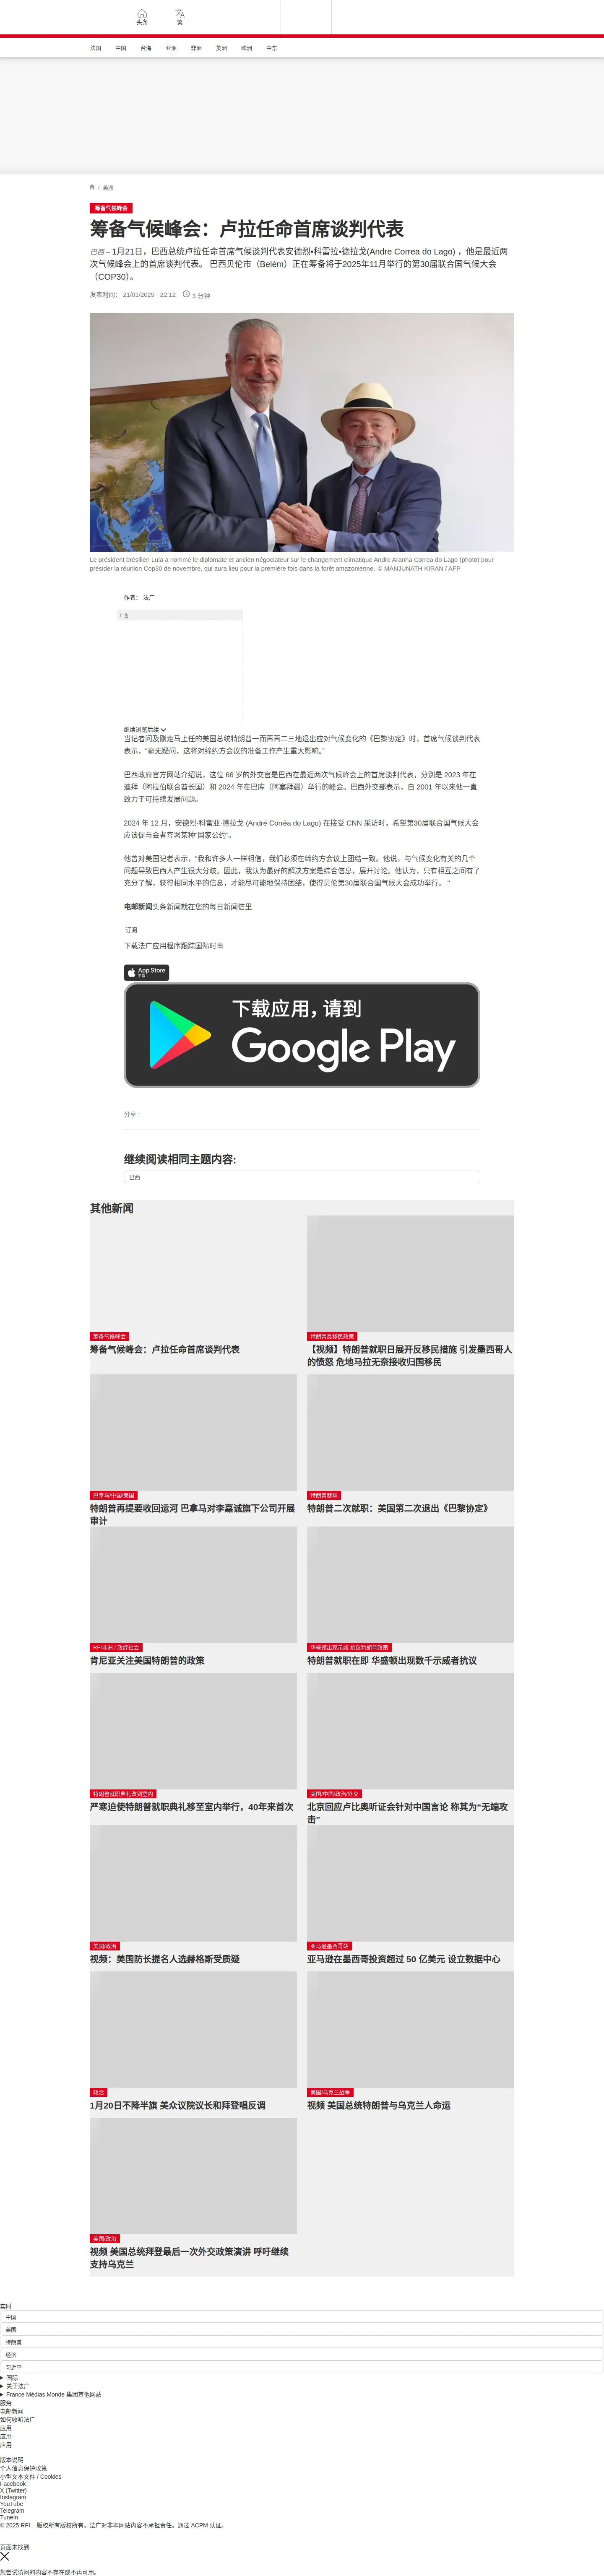 头条
繁
法国
中国
台海
亚洲
非洲
美洲
欧洲
中东
/ 美洲
筹备气候峰会
筹备气候峰会：卢拉任命首席谈判代表
巴西 – 1月21日，巴西总统卢拉任命首席气候谈判代表安德烈•科雷拉•德拉戈(Andre Correa do Lago) ，他是最近两
次气候峰会上的首席谈判代表。 巴西贝伦市（Belém）正在筹备将于2025年11月举行的第30届联合国气候大会
（COP30）。
发表时间： 21/01/2025 - 22:12
3 分钟
Le président brésilien Lula a nommé le diplomate et ancien négociateur sur le changement climatique Andre Aranha Correa do Lago (photo) pour
présider la réunion Cop30 de novembre, qui aura lieu pour la première fois dans la forêt amazonienne. © MANJUNATH KIRAN / AFP
作者： 法广
广告
继续浏览后续
当记者问及刚走马上任的美国总统特朗普一而再再二三地退出应对气候变化的《巴黎协定》时，首席气候谈判代表
表示，“毫无疑问，这将对缔约方会议的准备工作产生重大影响。”
巴西政府官方网站介绍说，这位 66 岁的外交官是巴西在最近两次气候峰会上的首席谈判代表，分别是 2023 年在
迪拜（阿拉伯联合酋长国）和 2024 年在巴库（阿塞拜疆）举行的峰会。巴西外交部表示，自 2001 年以来他一直
致力于可持续发展问题。
2024 年 12 月，安德烈·科雷亚·德拉戈 (André Corrêa do Lago) 在接受 CNN 采访时，希望第30届联合国气候大会
应该促与会者签署某种“国家公约”。
他曾对美国记者表示，“我和许多人一样相信，我们必须在缔约方会议上团结一致。他说，与气候变化有关的几个
问题导致巴西人产生很大分歧。因此，我认为最好的解决方案是综合信息，展开讨论。他认为，只有相互之间有了
充分了解，获得相同水平的信息，才能尽可能地保持团结，使得贝伦第30届联合国气候大会成功举行。 ”
电邮新闻头条新闻就在您的每日新闻信里
订阅
下载法广应用程序跟踪国际时事
App Store
下载
下载应用，请到
Google Play
分享 :
继续阅读相同主题内容:
巴西
其他新闻
筹备气候峰会
筹备气候峰会：卢拉任命首席谈判代表
特朗普反移民政策
【视频】特朗普就职日展开反移民措施 引发墨西哥人
的愤怒 危地马拉无奈接收归国移民
巴拿马/中国/美国
特朗普再提要收回运河 巴拿马对李嘉诚旗下公司开展
审计
特朗普就职
特朗普二次就职：美国第二次退出《巴黎协定》
RFI非洲 / 政经社会
肯尼亚关注美国特朗普的政策
华盛顿出现示威 抗议特朗普政策
特朗普就职在即 华盛顿出现数千示威者抗议
特朗普就职典礼改到室内
严寒迫使特朗普就职典礼移至室内举行，40年来首次
美国/中国/政治/外交
北京回应卢比奥听证会针对中国言论 称其为“无端攻
击”
美国/政治
视频：美国防长提名人选赫格斯受质疑
亚马逊墨西哥站
亚马逊在墨西哥投资超过 50 亿美元 设立数据中心
政治
1月20日不降半旗 美众议院议长和拜登唱反调
美国/乌克兰战争
视频 美国总统特朗普与乌克兰人命运
美国/政治
视频 美国总统拜登最后一次外交政策演讲 呼吁继续
支持乌克兰
实时
中国
美国
特朗普
经济
习近平
国际
关于法广
France Médias Monde 集团其他网站
服务
电邮新闻
如何收听法广
应用
应用
应用
版本说明
个人信息保护政策
小型文本文件 / Cookies
Facebook
X (Twitter)
Instagram
YouTube
Telegram
TuneIn
© 2025 RFI – 版权所有版权所有。法广对非本网站内容不承担责任。通过 ACPM 认证。
页面未找到
您尝试访问的内容不存在或不再可用。